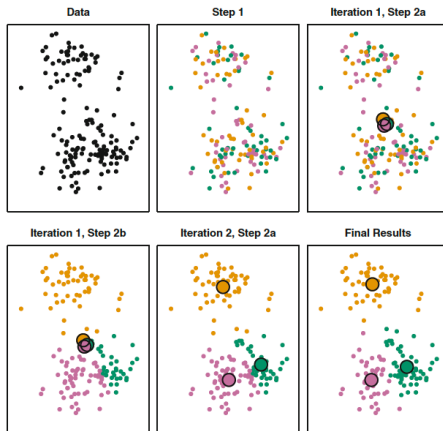 Data
Step 1
Iteration 1, Step 2a
Iteration 1, Step 2b
Iteration 2, Step 2a
Final Results